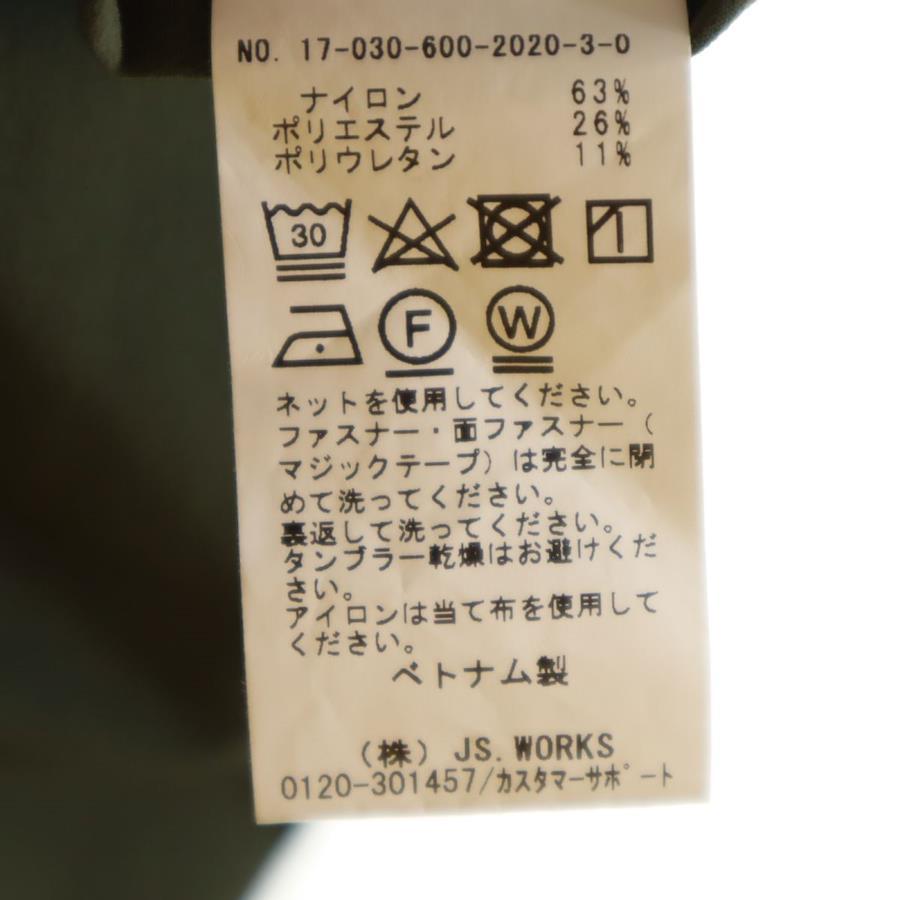 NO. 17-030-600-2020-3-0
ナイロン 63%
ポリエステル 26%
ポリウレタン 11%
30
F W
ネットを使用してください。
ファスナー・面ファスナー（
マジックテープ）は完全に閉
めて洗ってください。
裏返して洗ってください。
タンブラー乾燥はお避けくだ
さい。
アイロンは当て布を使用して
ください。
ベトナム製
（株）JS.WORKS
0120-301457/カスタマーサポート